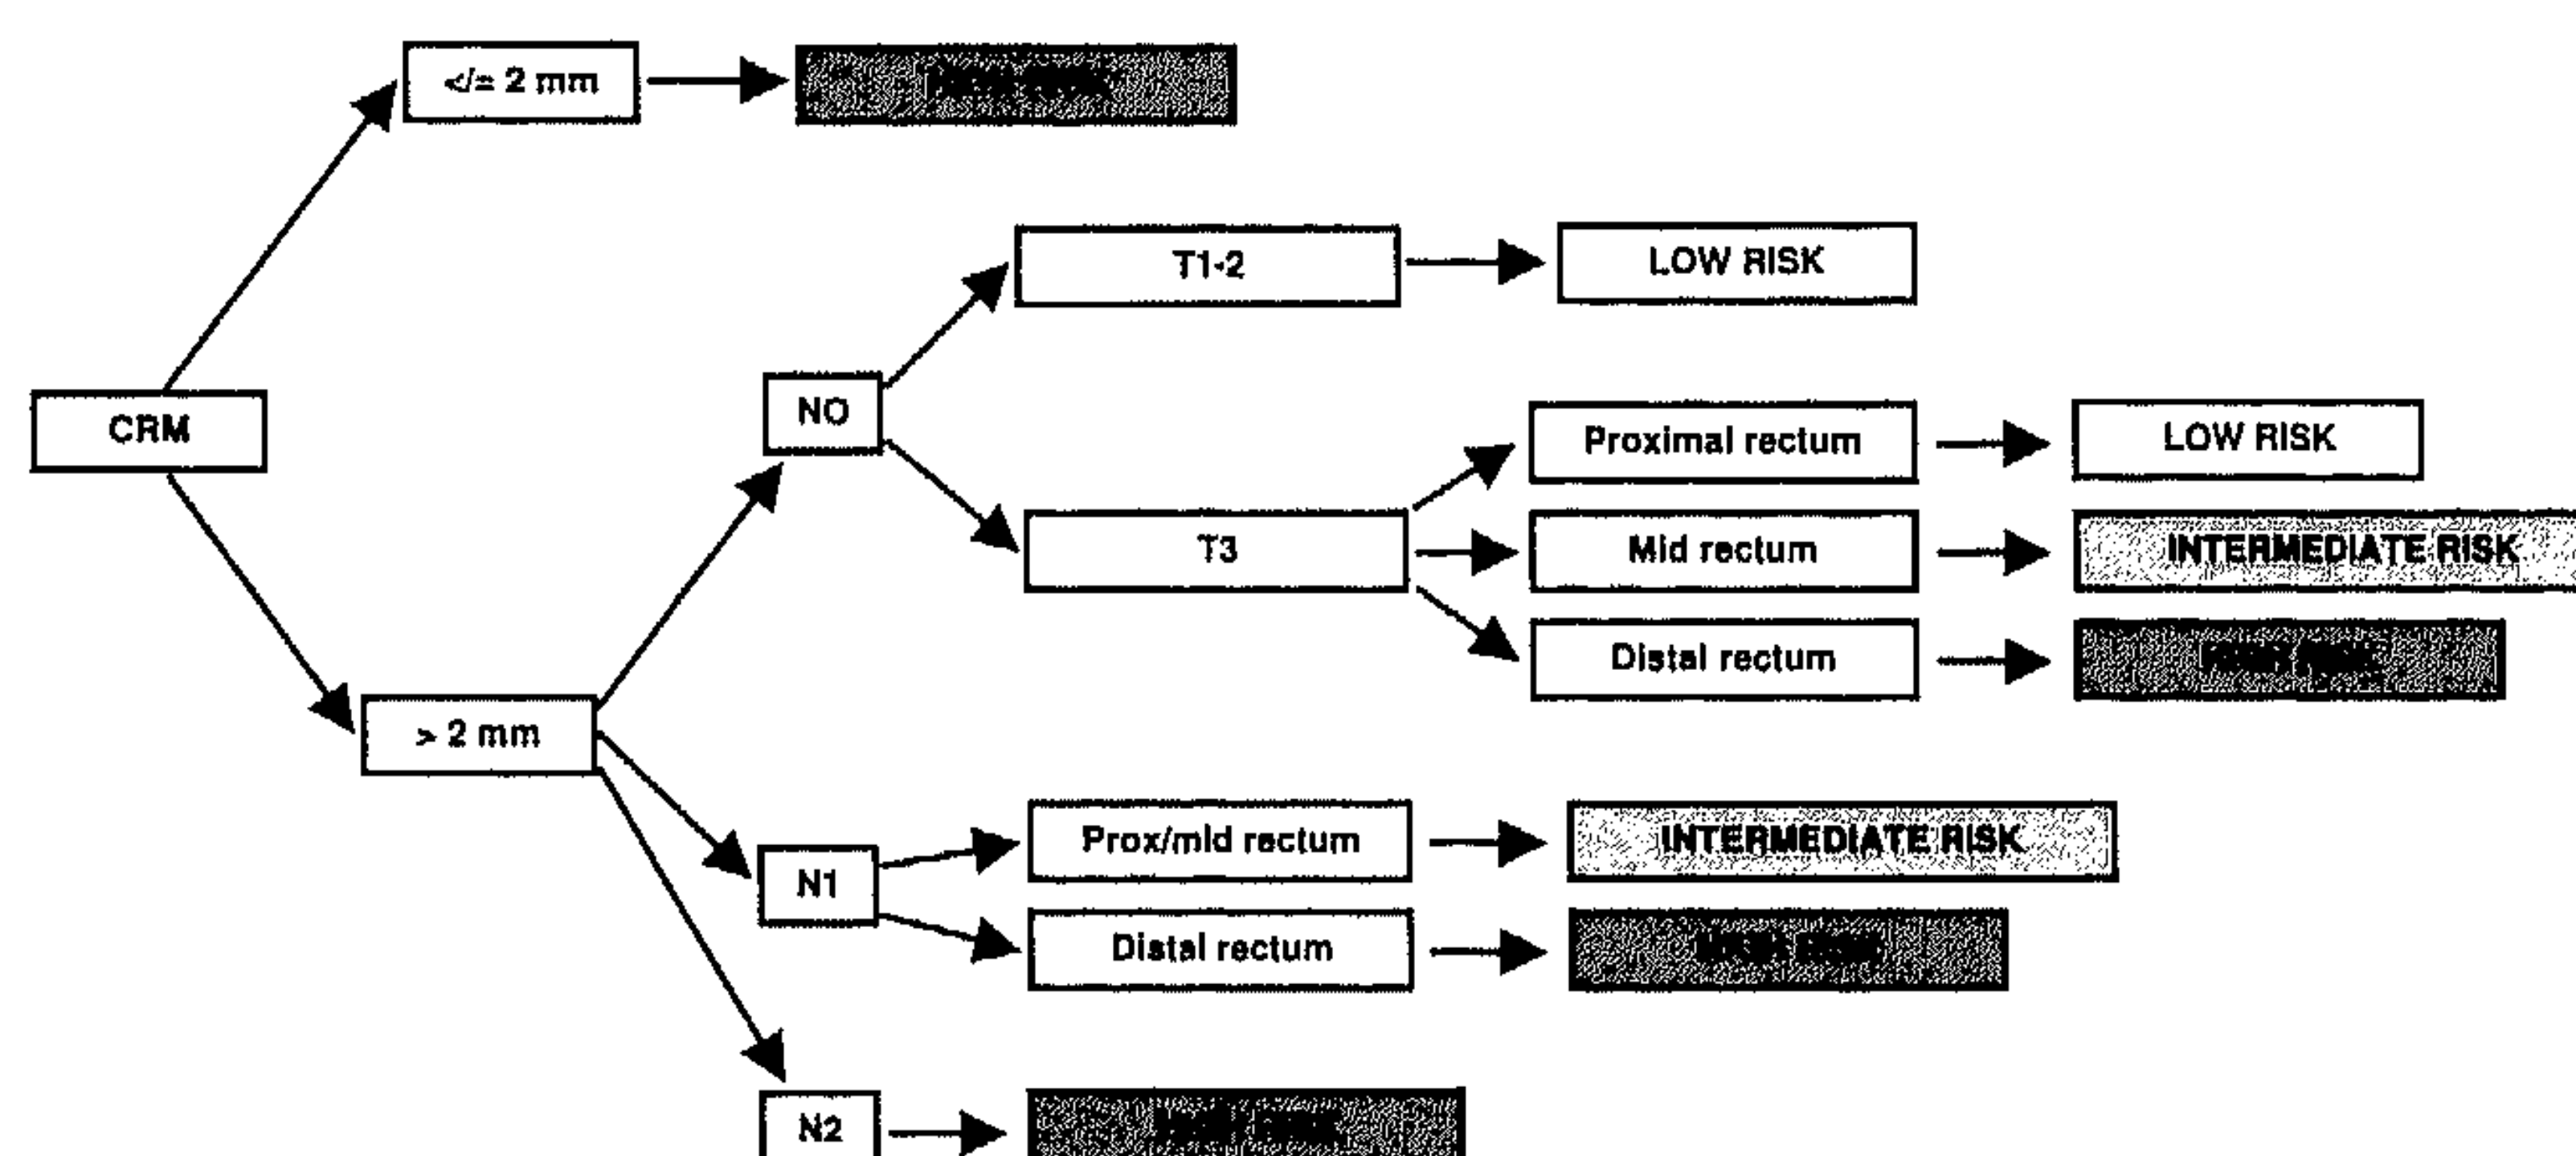 </= 2 mm
T1-2
LOW RISK
NO
CRM
Proximal rectum
LOW RISK
T3
Mid rectum
INTERMEDIATE RISK
Distal rectum
> 2 mm
Prox/mid rectum
INTERMEDIATE RISK
N1
Distal rectum
N2